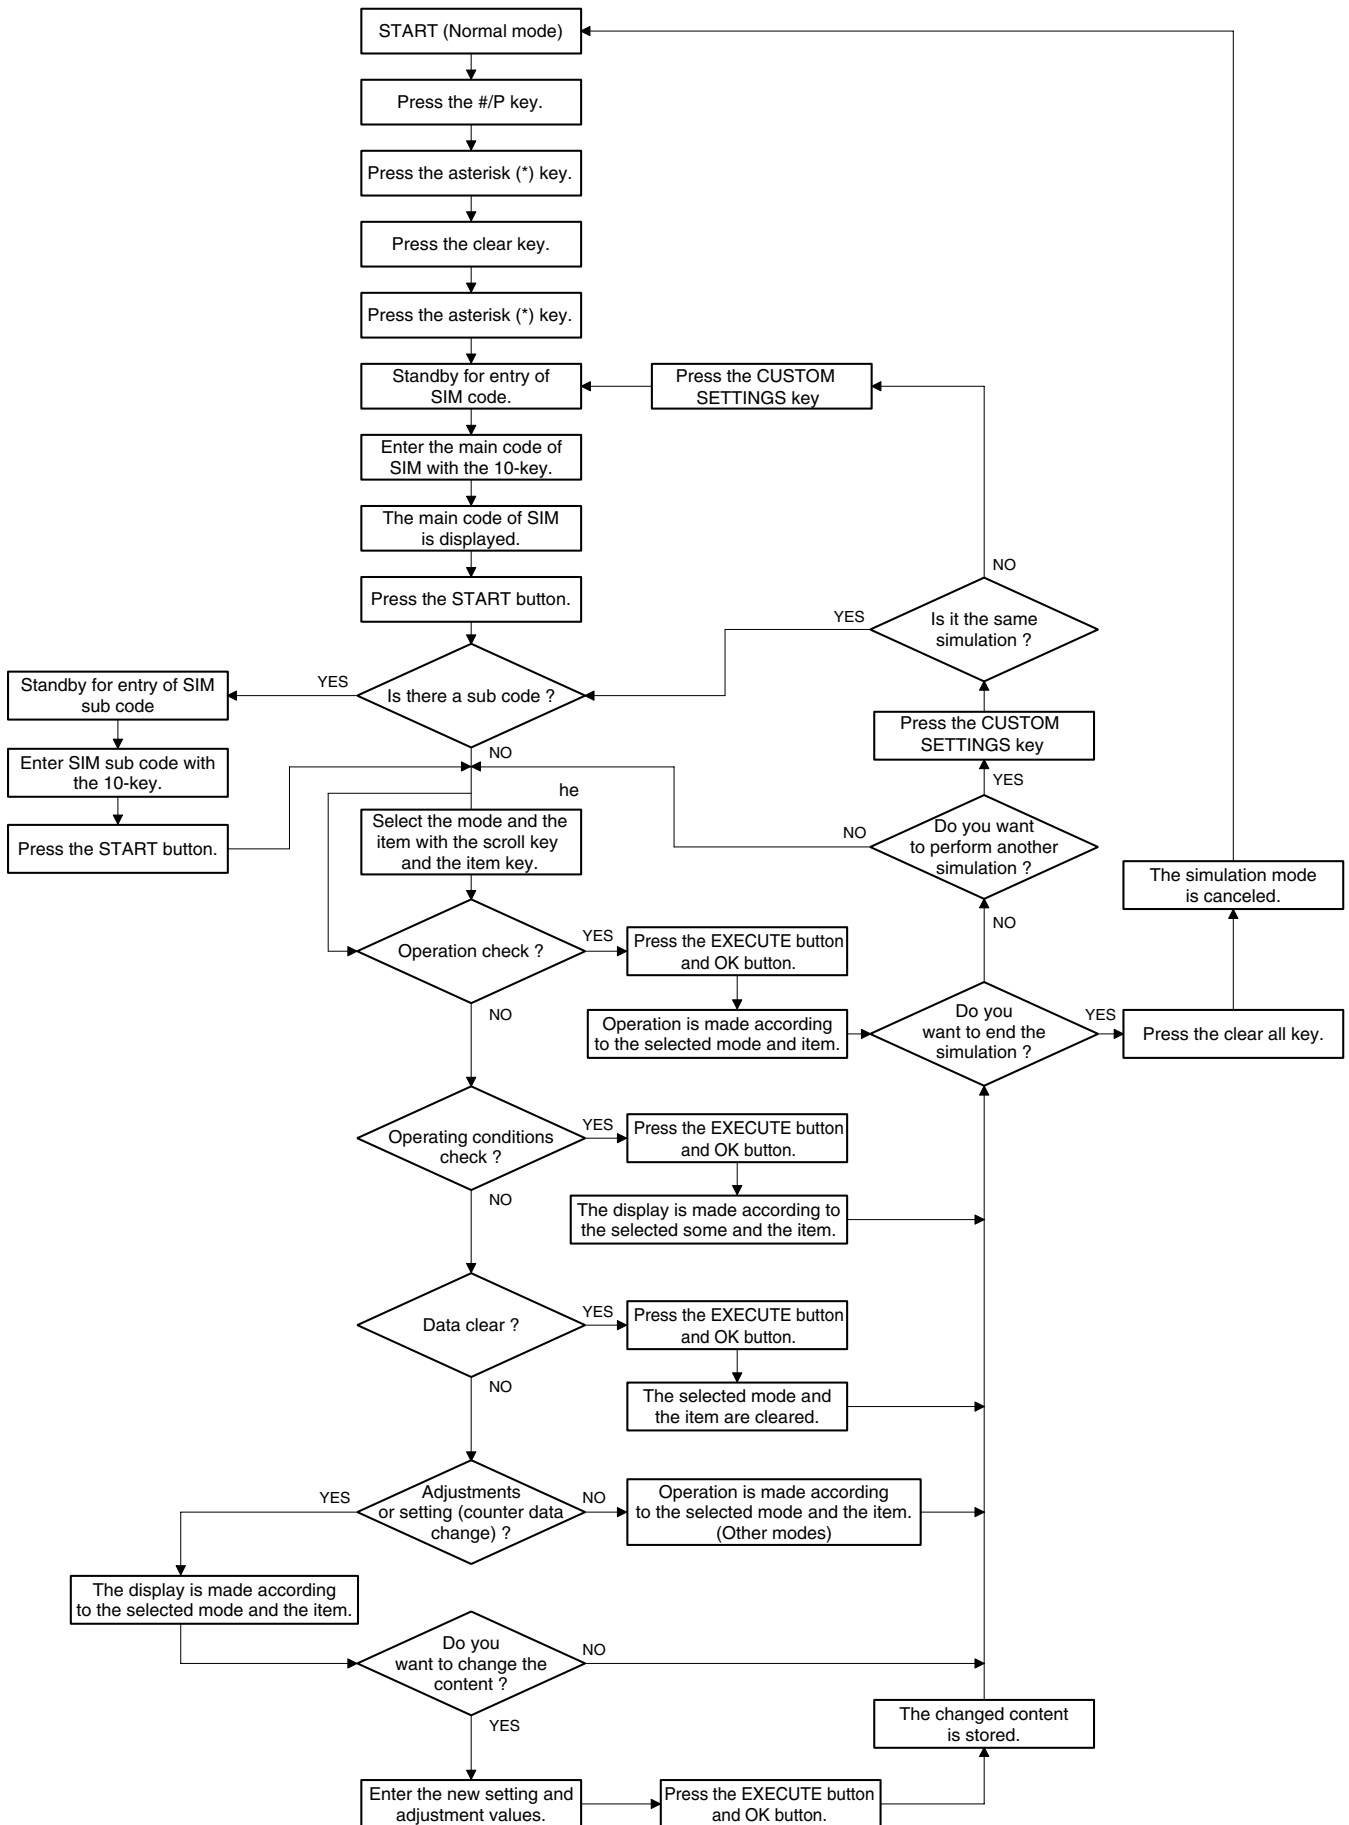 START (Normal mode)
Press the #/P key.
Press the asterisk (*) key.
Press the clear key.
Press the asterisk (*) key.
Standby for entry of
SIM code.
Press the CUSTOM
SETTINGS key
Enter the main code of
SIM with the 10-key.
The main code of SIM
is displayed.
NO
Press the START button.
YES
Is it the same
simulation ?
Standby for entry of SIM
sub code
YES
Is there a sub code ?
Press the CUSTOM
SETTINGS key
NO
Enter SIM sub code with
the 10-key.
YES
he
Press the START button.
Select the mode and the
item with the scroll key
and the item key.
NO
Do you want
to perform another
simulation ?
The simulation mode
is canceled.
NO
Operation check ?
YES
Press the EXECUTE button
and OK button.
NO
Operation is made according
to the selected mode and item.
Do you
want to end the
simulation ?
YES
Press the clear all key.
Operating conditions
check ?
YES
Press the EXECUTE button
and OK button.
NO
The display is made according to
the selected some and the item.
Data clear ?
YES
Press the EXECUTE button
and OK button.
NO
The selected mode and
the item are cleared.
YES
Adjustments
or setting (counter data
change) ?
NO
Operation is made according
to the selected mode and the item.
(Other modes)
The display is made according
to the selected mode and the item.
Do you
want to change the
content ?
NO
YES
The changed content
is stored.
Enter the new setting and
adjustment values.
Press the EXECUTE button
and OK button.